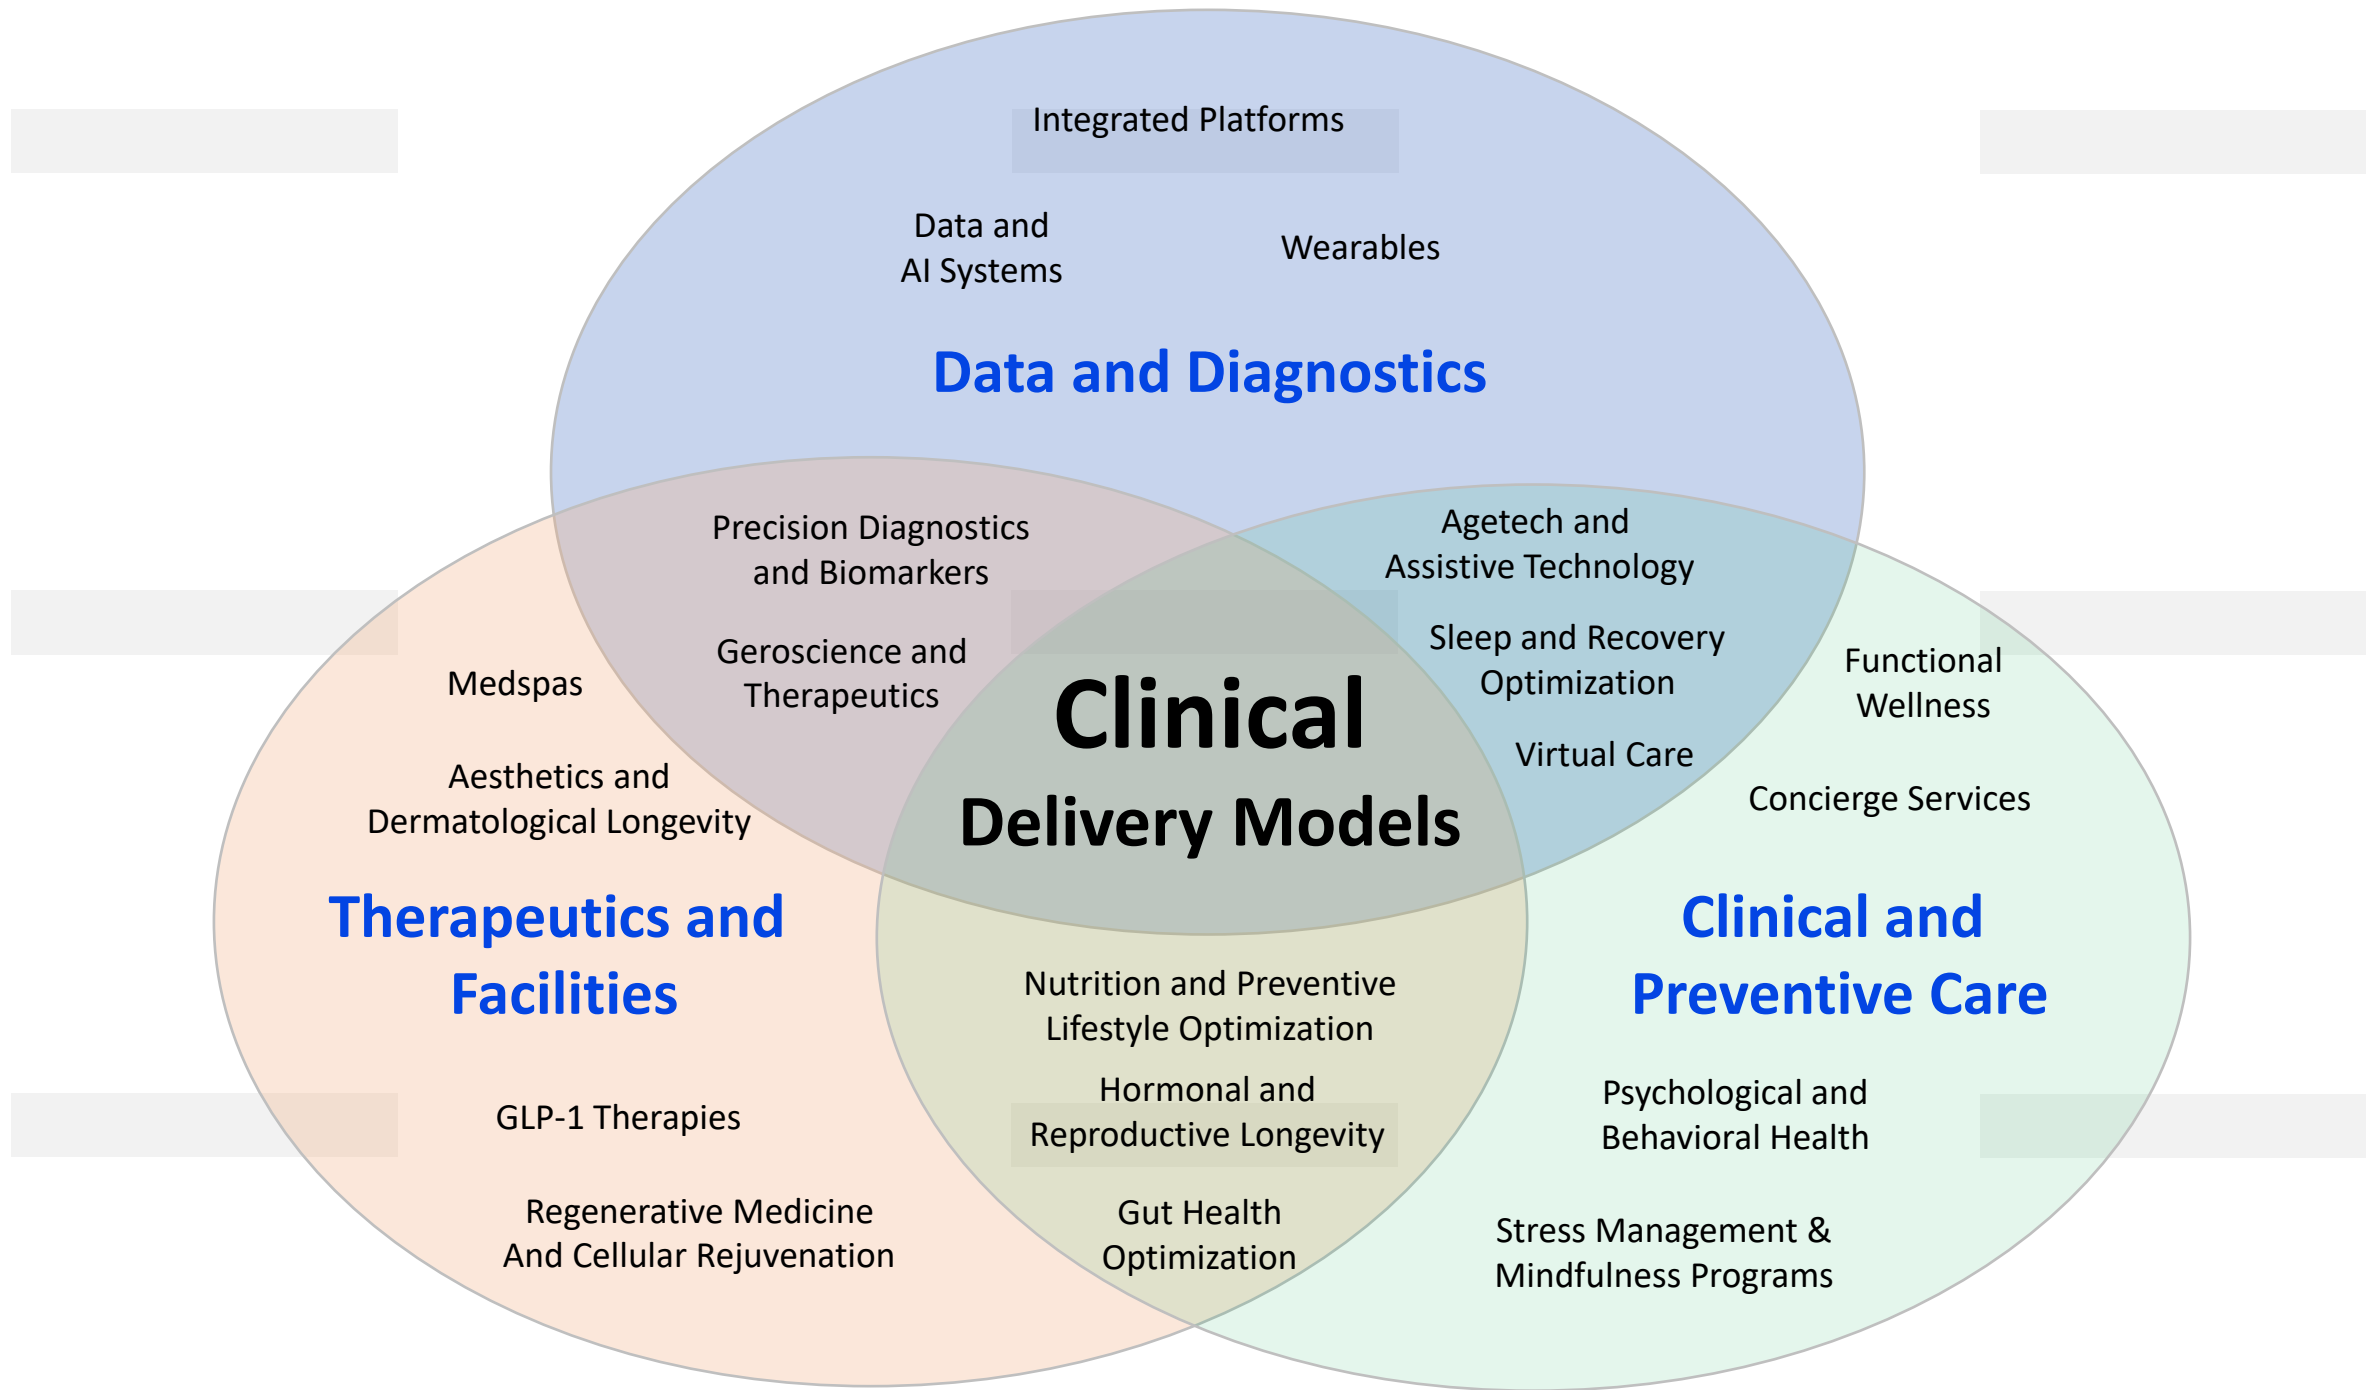 Integrated Platforms
Data and
AI Systems
Wearables
Data and Diagnostics
Precision Diagnostics
and Biomarkers
Geroscience and
Therapeutics
Agetech and
Assistive Technology
Sleep and Recovery
Optimization
Virtual Care
Clinical
Delivery Models
Medspas
Aesthetics and
Dermatological Longevity
Therapeutics and
Facilities
GLP-1 Therapies
Regenerative Medicine
And Cellular Rejuvenation
Nutrition and Preventive
Lifestyle Optimization
Hormonal and
Reproductive Longevity
Gut Health
Optimization
Functional
Wellness
Concierge Services
Clinical and
Preventive Care
Psychological and
Behavioral Health
Stress Management &
Mindfulness Programs